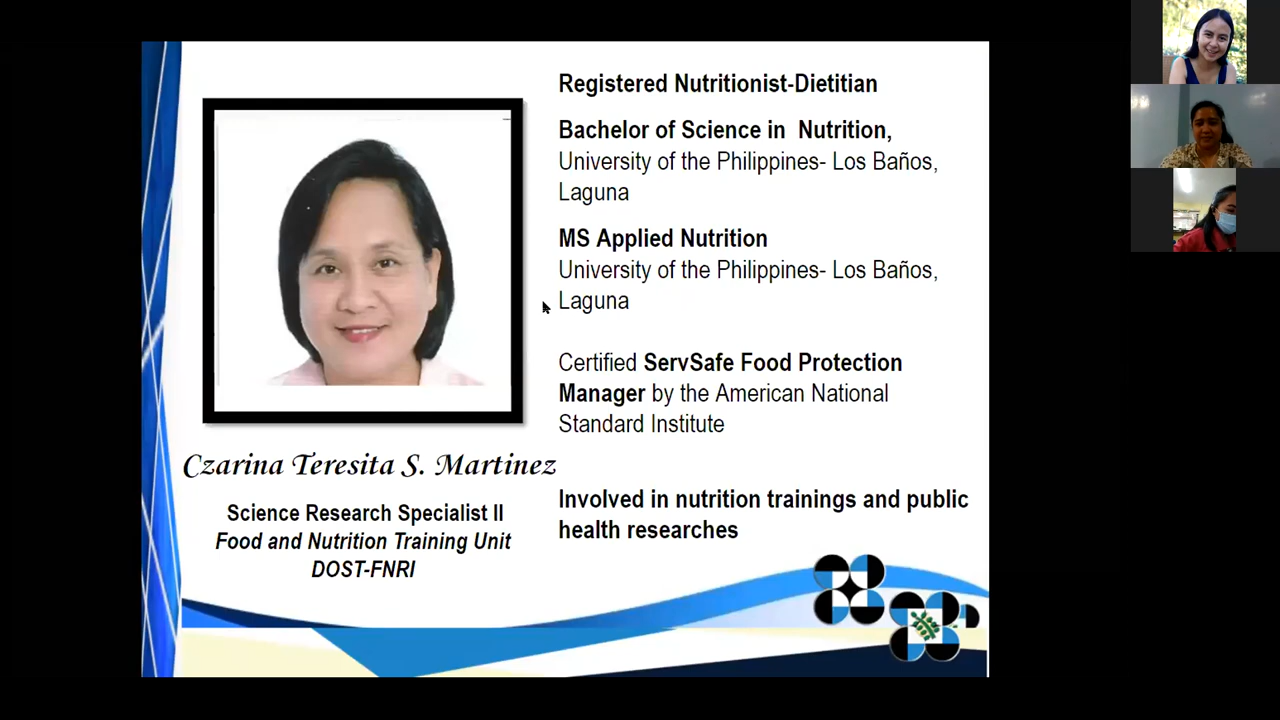 Registered Nutritionist-Dietitian
Bachelor of Science in Nutrition,
University of the Philippines- Los Baños,
Laguna
MS Applied Nutrition
University of the Philippines- Los Baños,
Laguna
Certified ServSafe Food Protection
Manager by the American National
Standard Institute
Involved in nutrition trainings and public
health researches
Czarina Teresita S. Martinez
Science Research Specialist II
Food and Nutrition Training Unit
DOST-FNRI